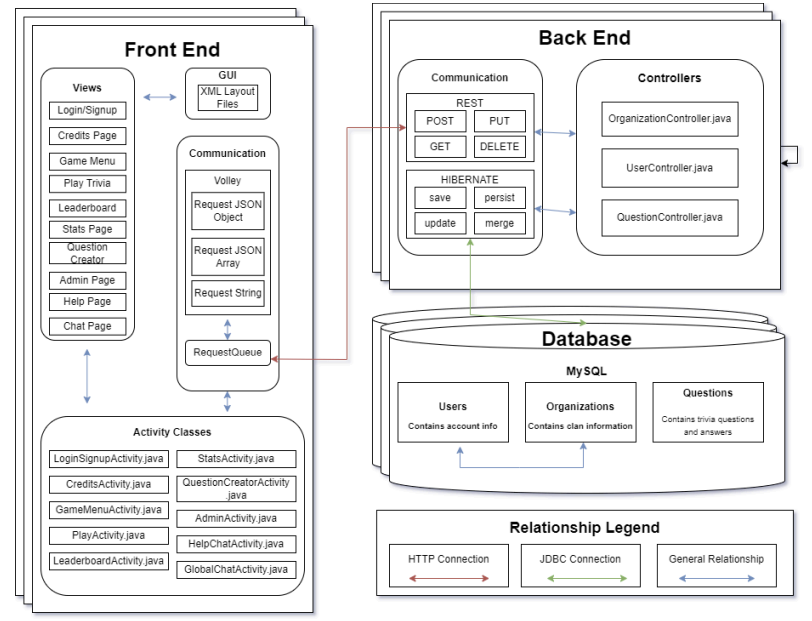 Front End
Views
Login/Signup
Credits Page
Game Menu
Play Trivia
Leaderboard
Stats Page
Question
Creator
Admin Page
Help Page
Chat Page
GUI
XML Layout
Files
Communication
Volley
Request JSON
Object
Request JSON
Array
Request String
RequestQueue
Activity Classes
LoginSignupActivity.java
CreditsActivity.java
GameMenuActivity.java
PlayActivity.java
LeaderboardActivity.java
StatsActivity.java
QuestionCreatorActivity
.java
AdminActivity.java
HelpChatActivity.java
GlobalChatActivity.java
Back End
Communication
REST
POST
PUT
GET
DELETE
HIBERNATE
save
persist
update
merge
Controllers
OrganizationController.java
UserController.java
QuestionController.java
Database
MySQL
Users
Contains account info
Organizations
Contains clan information
Questions
Contains trivia questions
and answers
Relationship Legend
HTTP Connection
JDBC Connection
General Relationship